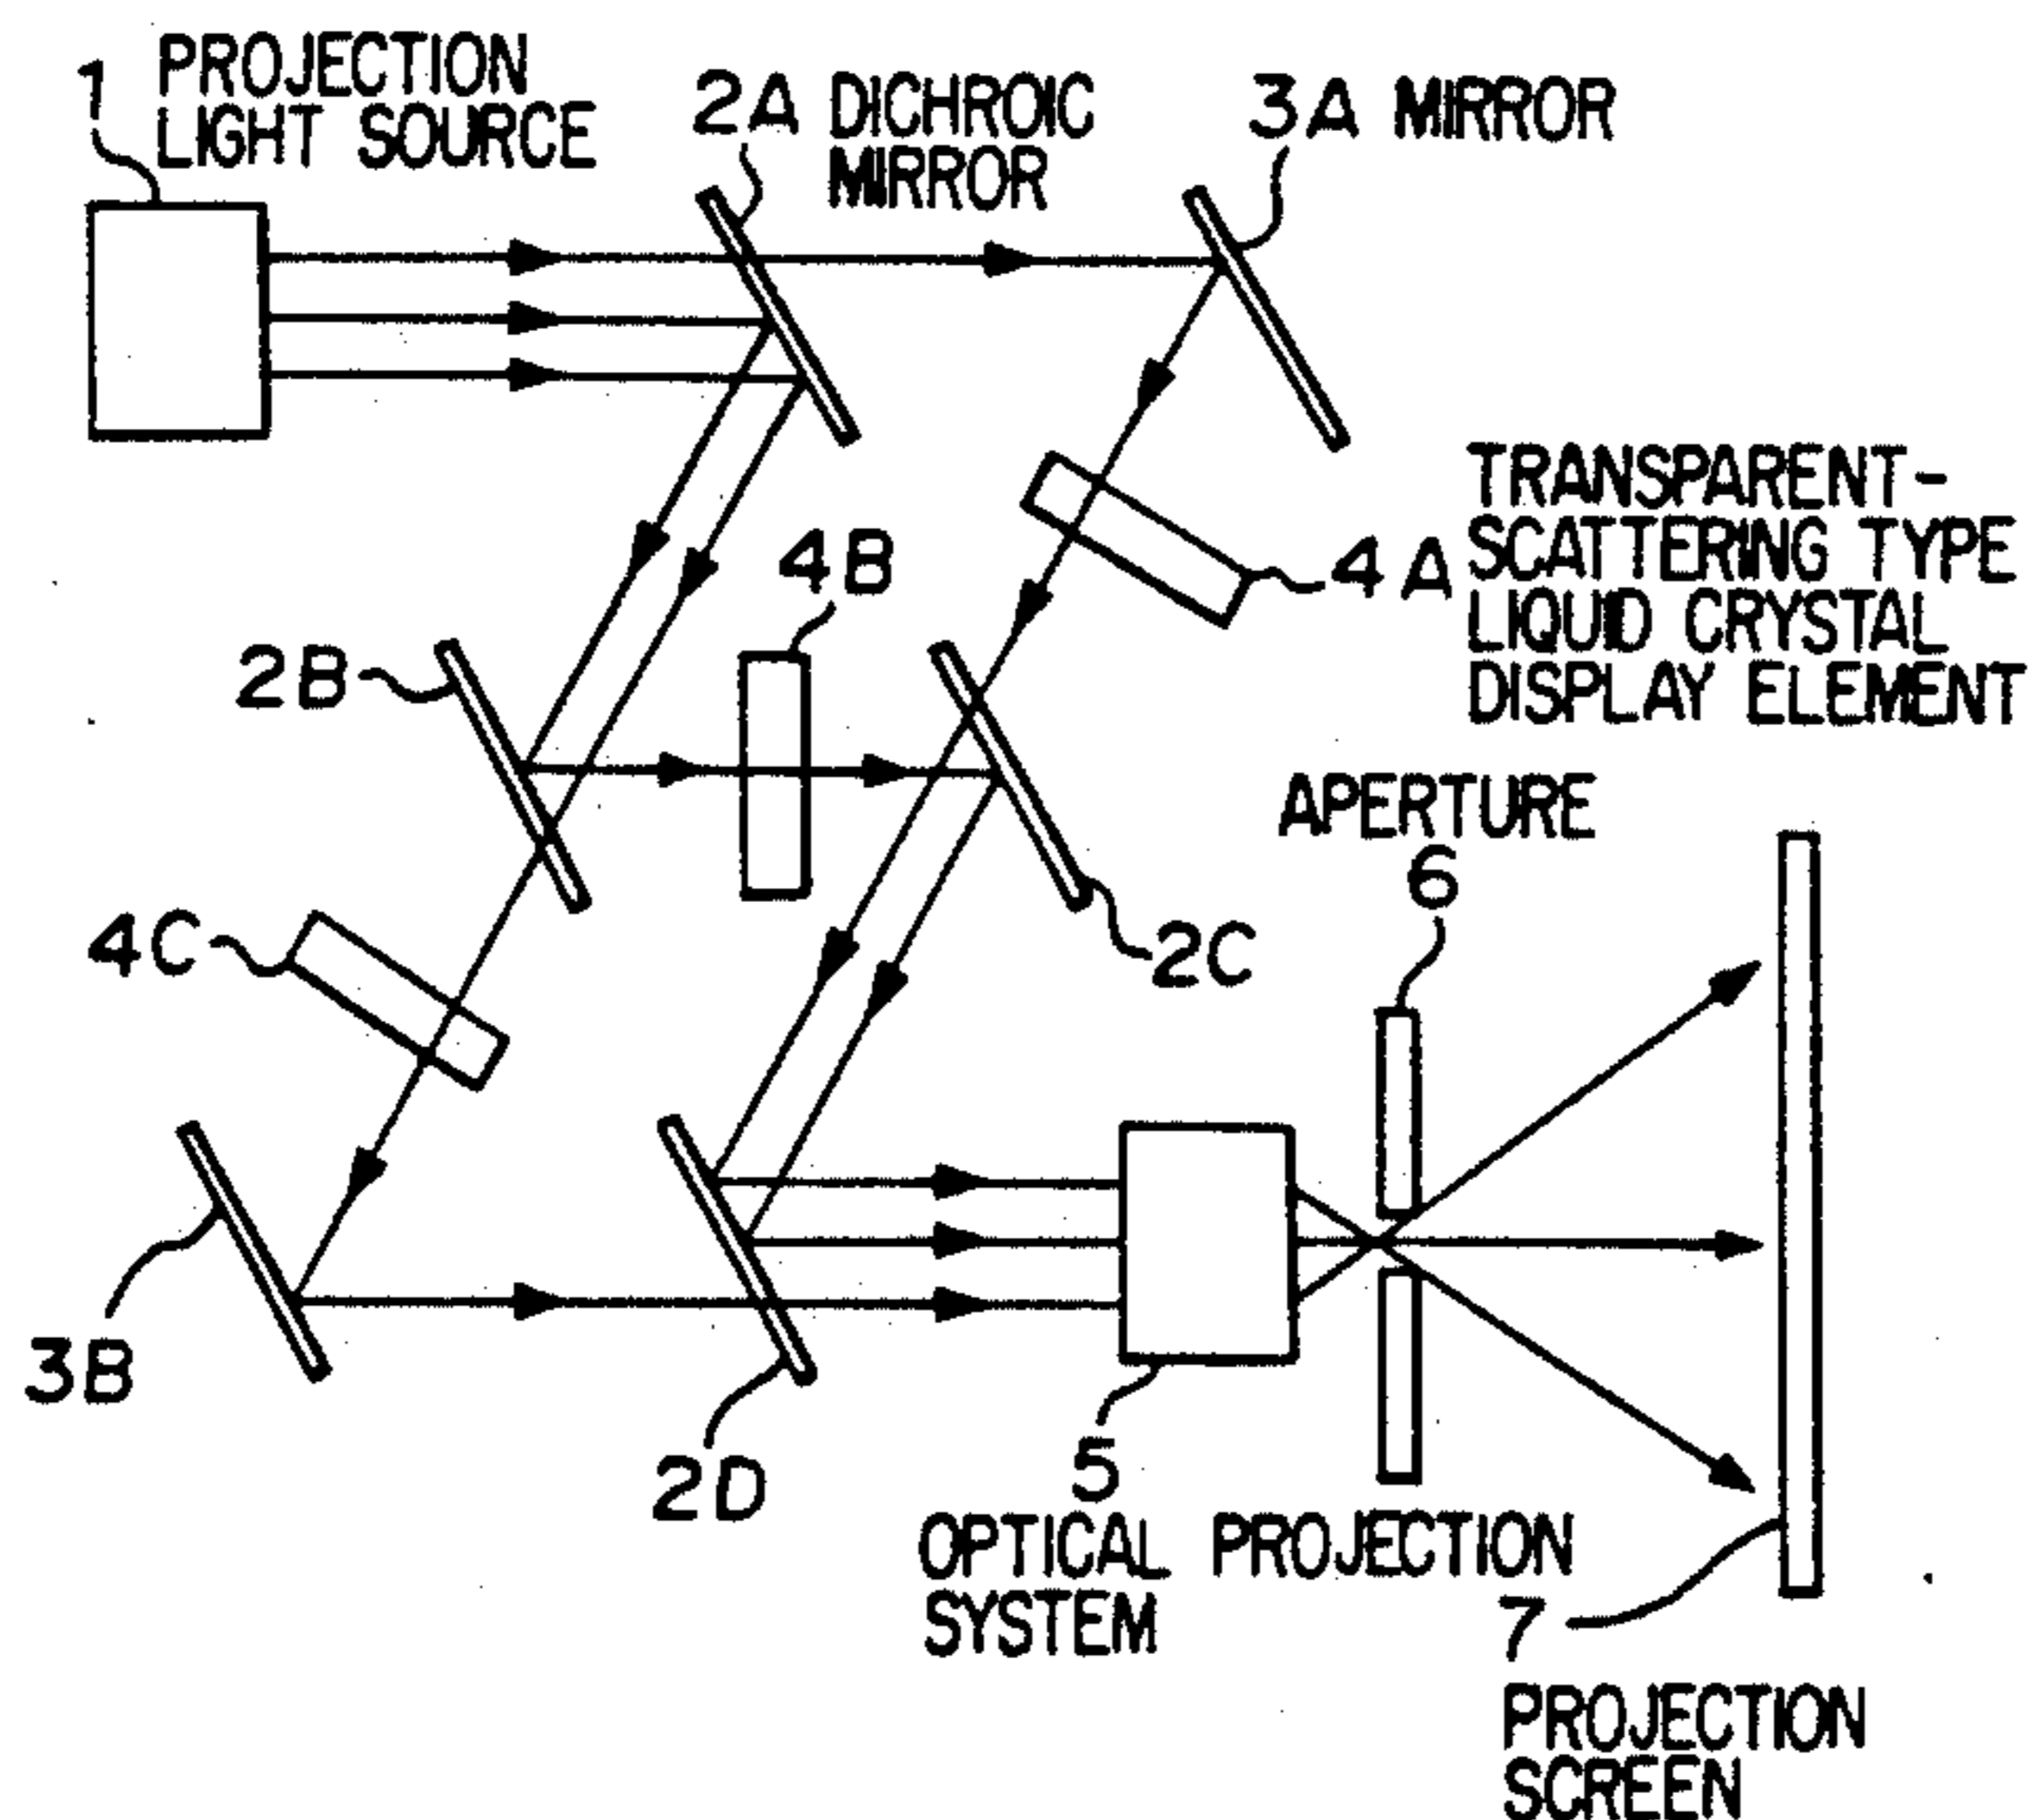 1 PROJECTION
LIGHT SOURCE
2A DICHROIC
MIRROR
3A MIRROR
4A TRANSPARENT-
SCATTERING TYPE
LIQUID CRYSTAL
DISPLAY ELEMENT
4B
2B
APERTURE
6
4C
2C
3B
2D
5
OPTICAL PROJECTION
SYSTEM
7
PROJECTION
SCREEN